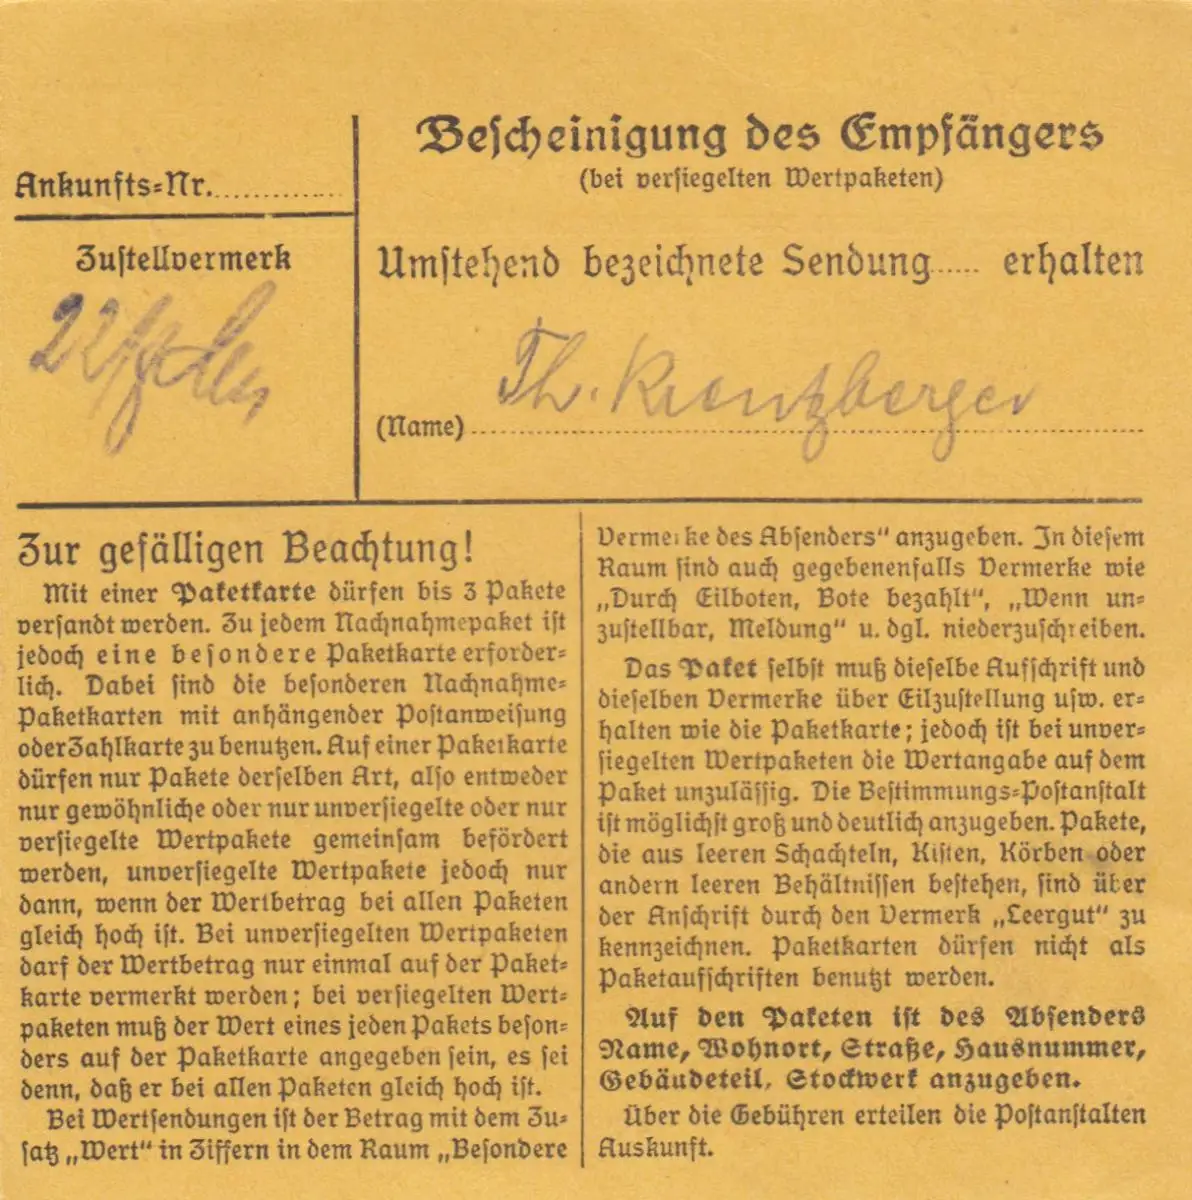 Ankunfts=Nr.
Zustellvermerk
22/
Bescheinigung des Empfängers
(bei versiegelten Wertpaketen)
Umstehend bezeichnete Sendung...... erhalten
Th. Krentzberger
(Name)
Zur gefälligen Beachtung!
Mit einer Paketkarte dürfen bis 3 Pakete
versandt werden. Zu jedem Nachnahmepaket ist
jedoch eine besondere Paketkarte erforder=
lich. Dabei sind die besonderen Nachnahme=
Paketkarten mit anhängender Postanweisung
oder Zahlkarte zu benutzen. Auf einer Paketkarte
dürfen nur Pakete derselben Art, also entweder
nur gewöhnliche oder nur unversiegelte oder nur
versiegelte Wertpakete gemeinsam befördert
werden, unversiegelte Wertpakete jedoch nur
dann, wenn der Wertbetrag bei allen Paketen
gleich hoch ist. Bei unversiegelten Wertpaketen
darf der Wertbetrag nur einmal auf der Paket=
karte vermerkt werden; bei versiegelten Wert=
paketen muß der Wert eines jeden Pakets beson=
ders auf der Paketkarte angegeben sein, es sei
denn, daß er bei allen Paketen gleich hoch ist.
Bei Wertsendungen ist der Betrag mit dem Zu=
satz „Wert“ in Ziffern in dem Raum „Besondere
Vermerke des Absenders“ anzugeben. In diesem
Raum sind auch gegebenenfalls Vermerke wie
„Durch Eilboten, Bote bezahlt“, „Wenn un=
zustellbar, Meldung“ u. dgl. niederzuschreiben.
Das Paket selbst muß dieselbe Aufschrift und
dieselben Vermerke über Eilzustellung usw. er=
halten wie die Paketkarte; jedoch ist bei unver=
siegelten Wertpaketen die Wertangabe auf dem
Paket unzulässig. Die Bestimmungs=Postanstalt
ist möglichst groß und deutlich anzugeben. Pakete,
die aus leeren Schachteln, Kisten, Körben oder
andern leeren Behältnissen bestehen, sind über
der Anschrift durch den Vermerk „Leergut“ zu
kennzeichnen. Paketkarten dürfen nicht als
Paketaufschriften benutzt werden.
Auf den Paketen ist des Absenders
Name, Wohnort, Straße, Hausnummer,
Gebäudeteil, Stockwerk anzugeben.
Über die Gebühren erteilen die Postanstalten
Auskunft.